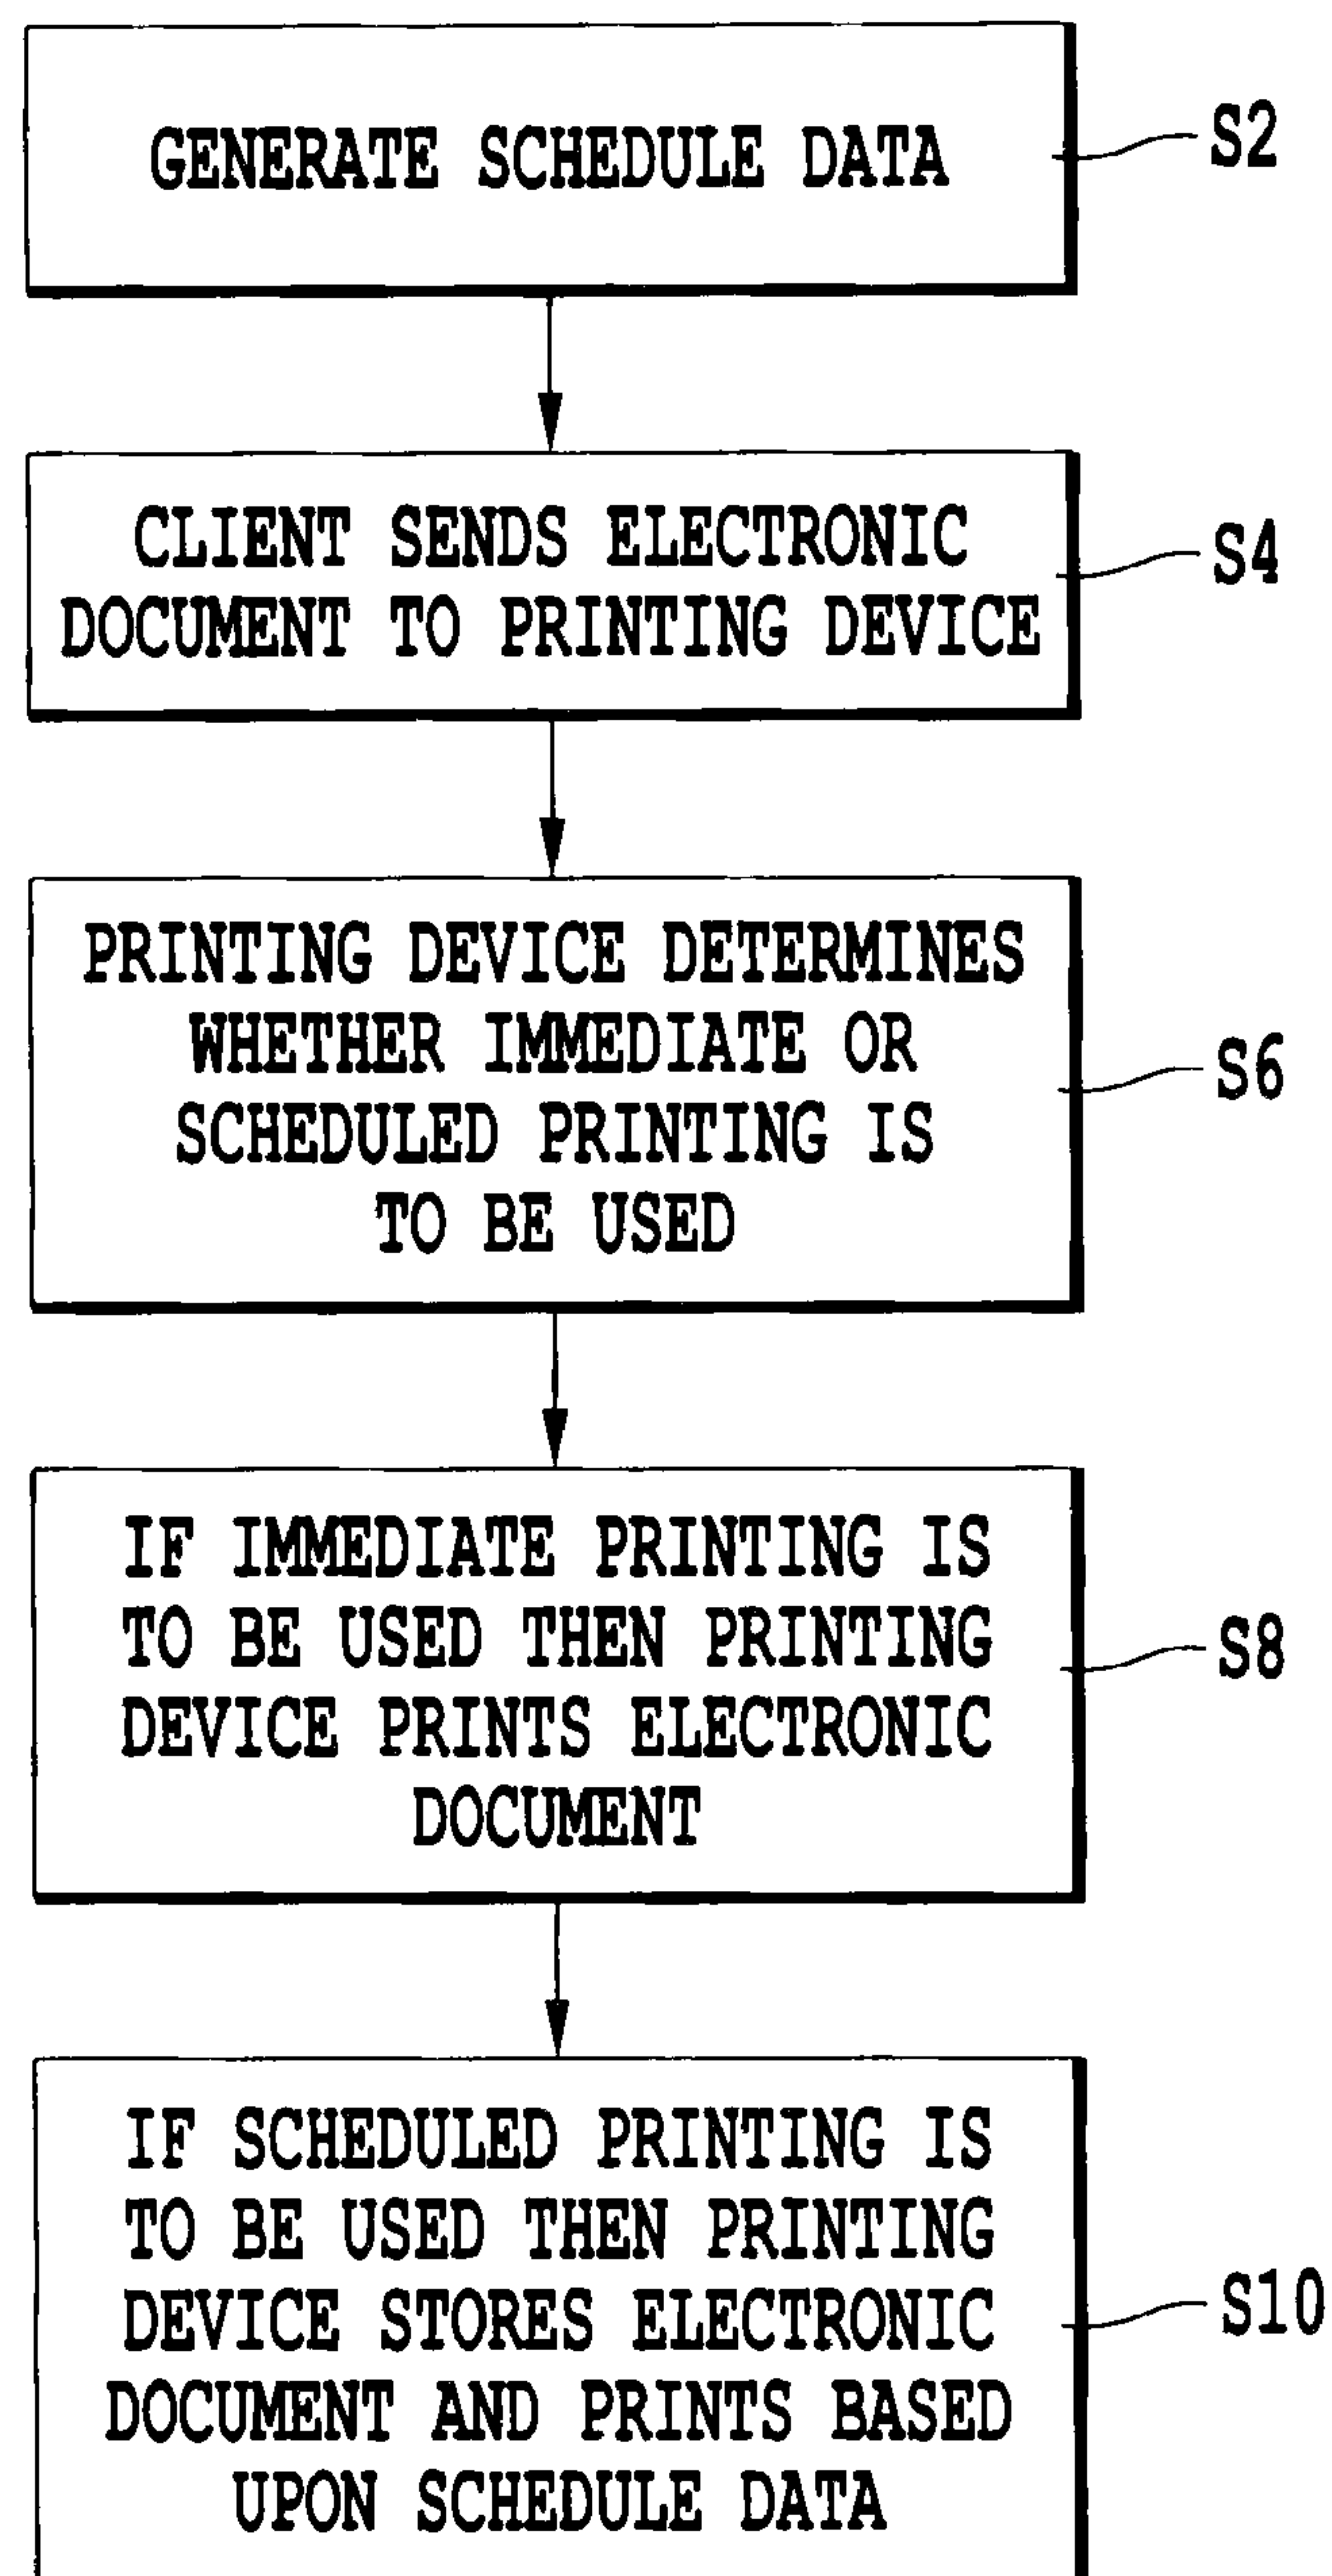 GENERATE SCHEDULE DATA
S2
CLIENT SENDS ELECTRONIC
DOCUMENT TO PRINTING DEVICE
S4
PRINTING DEVICE DETERMINES
WHETHER IMMEDIATE OR
SCHEDULED PRINTING IS
TO BE USED
S6
IF IMMEDIATE PRINTING IS
TO BE USED THEN PRINTING
DEVICE PRINTS ELECTRONIC
DOCUMENT
S8
IF SCHEDULED PRINTING IS
TO BE USED THEN PRINTING
DEVICE STORES ELECTRONIC
DOCUMENT AND PRINTS BASED
UPON SCHEDULE DATA
S10